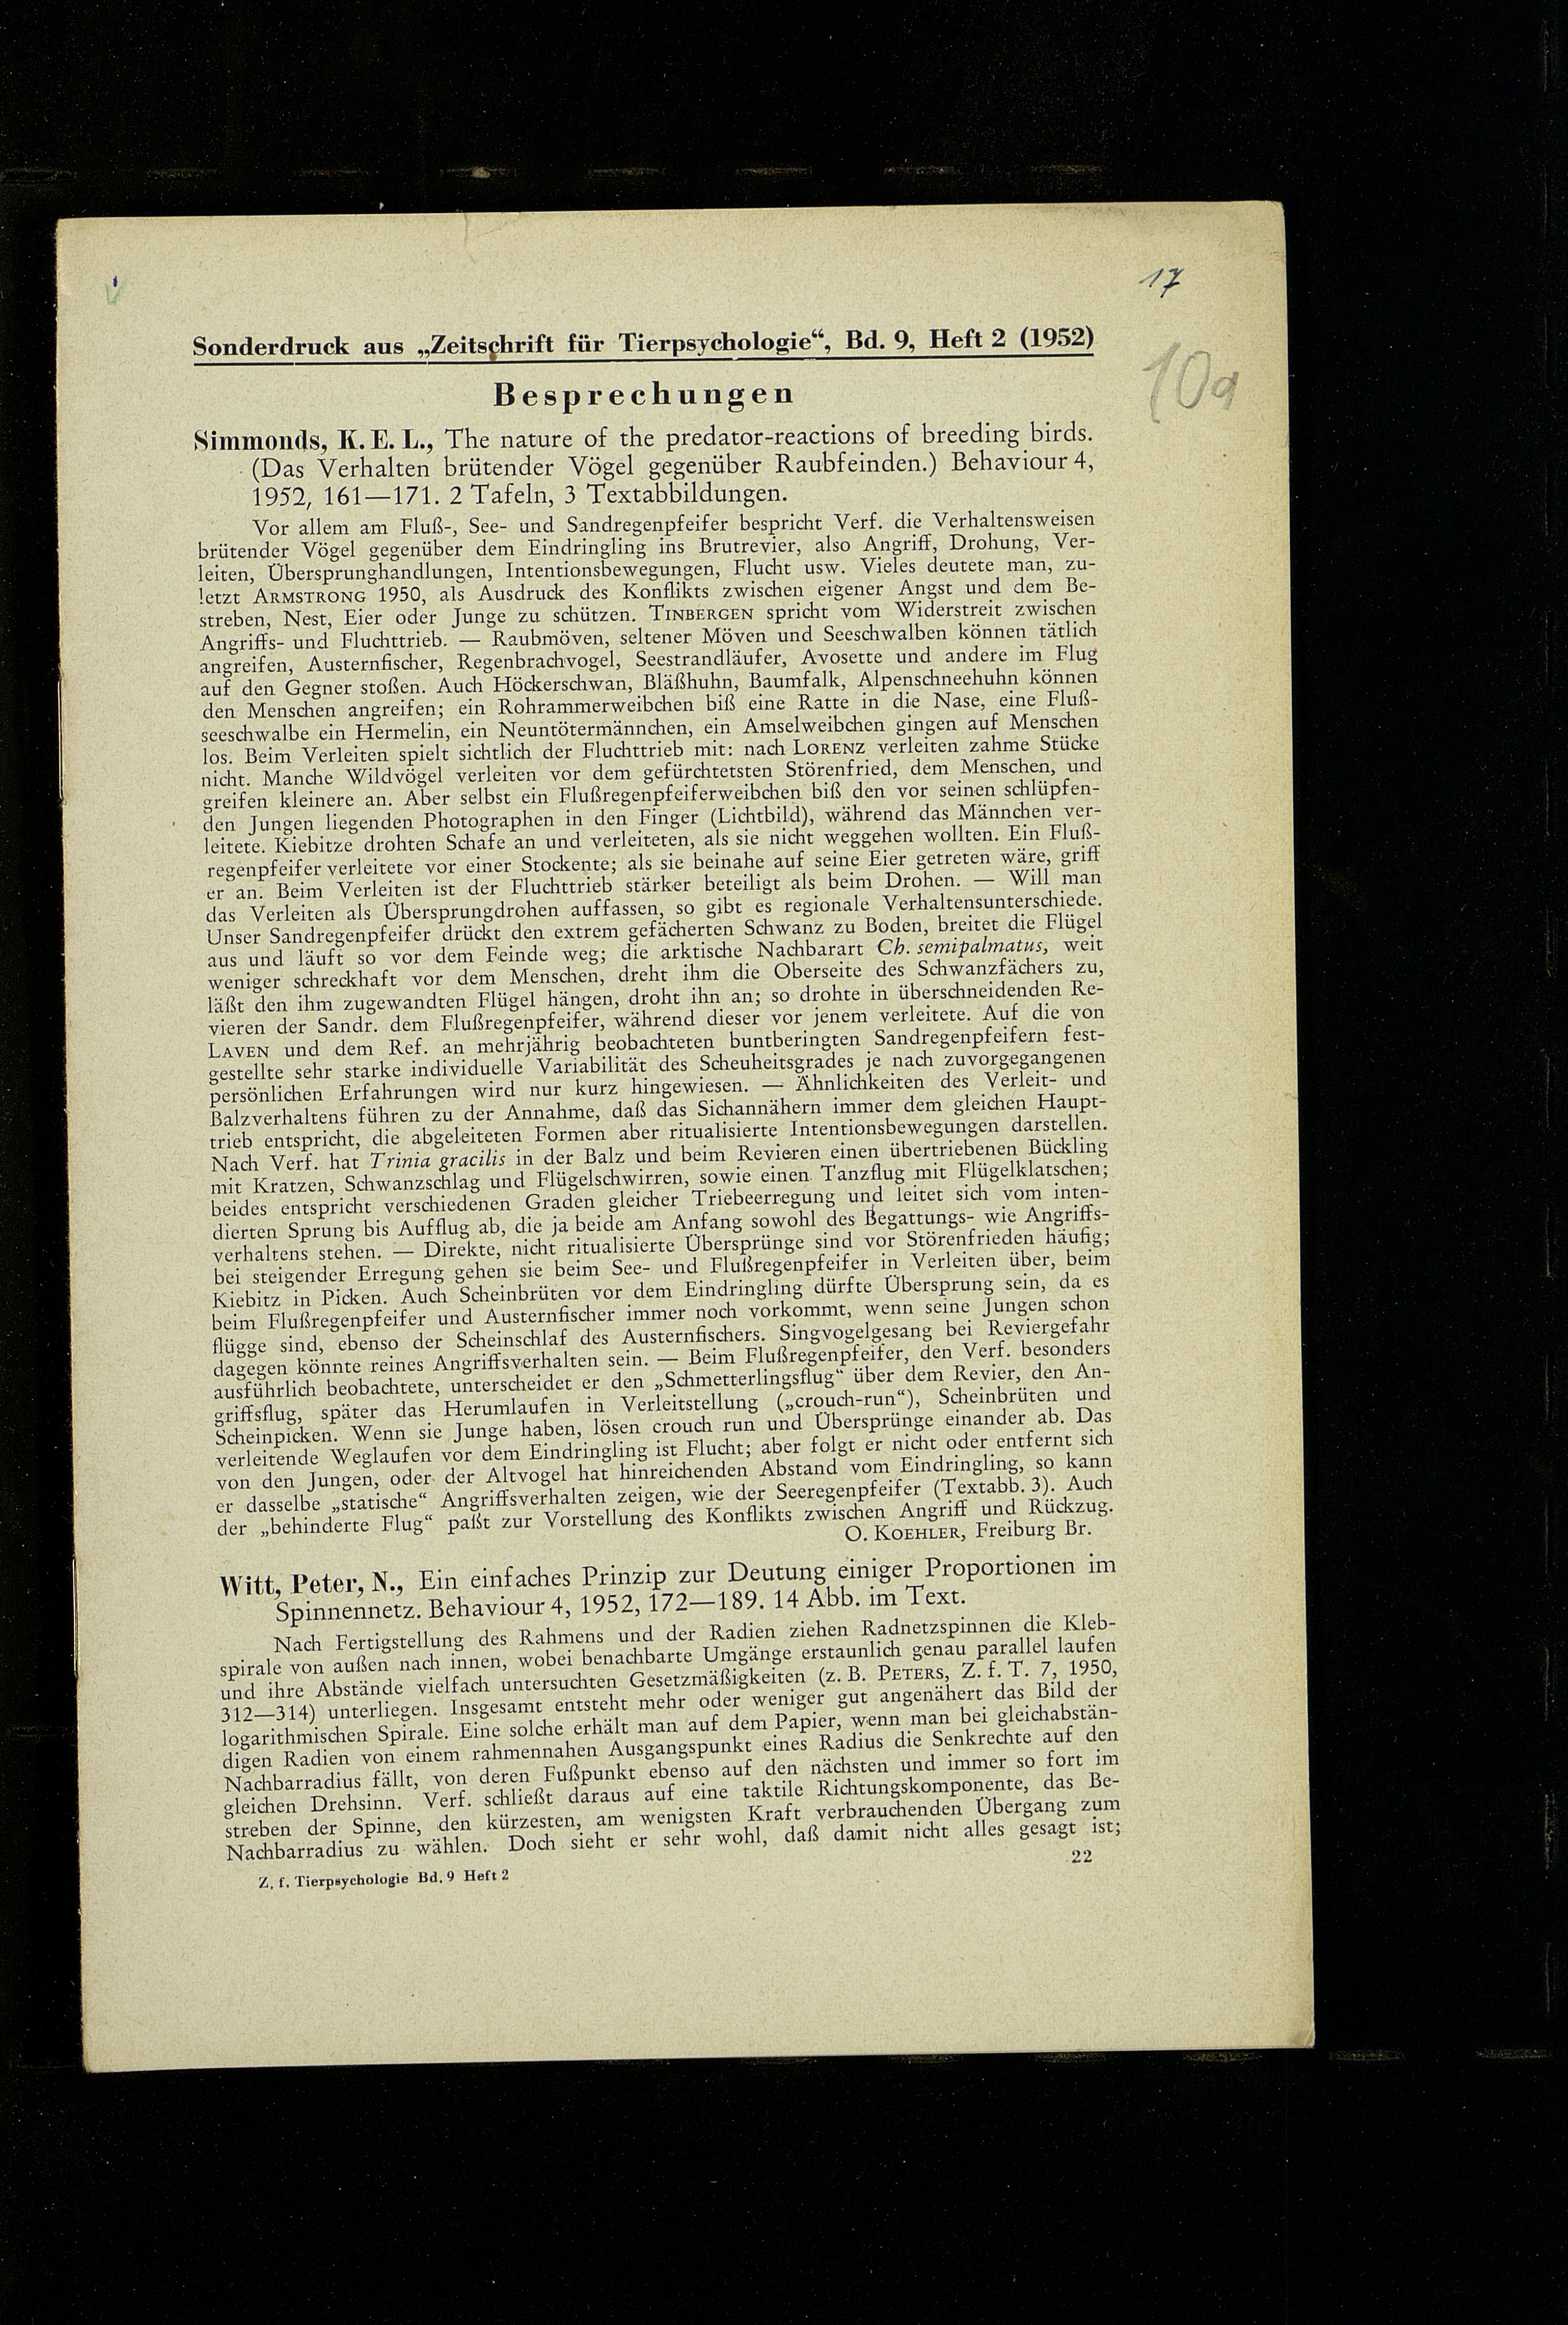 17
Sonderdruck aus „Zeitschrift für Tierpsychologie“, Bd. 9, Heft 2 (1952)
10a
Besprechungen
Simmonds, K. E. L., The nature of the predator-reactions of breeding birds.
(Das Verhalten brütender Vögel gegenüber Raubfeinden.) Behaviour 4,
1952, 161—171. 2 Tafeln, 3 Textabbildungen.
Vor allem am Fluß-, See- und Sandregenpfeifer bespricht Verf. die Verhaltensweisen
brütender Vögel gegenüber dem Eindringling ins Brutrevier, also Angriff, Drohung, Ver-
leiten, Übersprunghandlungen, Intentionsbewegungen, Flucht usw. Vieles deutete man, zu-
letzt ARMSTRONG 1950, als Ausdruck des Konflikts zwischen eigener Angst und dem Be-
streben, Nest, Eier oder Junge zu schützen. TINBERGEN spricht vom Widerstreit zwischen
Angriffs- und Fluchttrieb. — Raubmöven, seltener Möven und Seeschwalben können tätlich
angreifen, Austernfischer, Regenbrachvogel, Seestrandläufer, Avosette und andere im Flug
auf den Gegner stoßen. Auch Höckerschwan, Bläßhuhn, Baumfalk, Alpenschneehuhn können
den Menschen angreifen; ein Rohrammerweibchen biß eine Ratte in die Nase, eine Fluß-
seeschwalbe ein Hermelin, ein Neuntötermännchen, ein Amselweibchen gingen auf Menschen
los. Beim Verleiten spielt sichtlich der Fluchttrieb mit: nach LORENZ verleiten zahme Stücke
nicht. Manche Wildvögel verleiten vor dem gefürchtetsten Störenfried, dem Menschen, und
greifen kleinere an. Aber selbst ein Flußregenpfeiferweibchen biß den vor seinen schlüpfen-
den Jungen liegenden Photographen in den Finger (Lichtbild), während das Männchen ver-
leitete. Kiebitze drohten Schafe an und verleiteten, als sie nicht weggehen wollten. Ein Fluß-
regenpfeifer verleitete vor einer Stockente; als sie beinahe auf seine Eier getreten wäre, griff
er an. Beim Verleiten ist der Fluchttrieb stärker beteiligt als beim Drohen. — Will man
das Verleiten als Übersprungdrohen auffassen, so gibt es regionale Verhaltensunterschiede.
Unser Sandregenpfeifer drückt den extrem gefächerten Schwanz zu Boden, breitet die Flügel
aus und läuft so vor dem Feinde weg; die arktische Nachbarart Ch. semipalmatus, weit
weniger schreckhaft vor dem Menschen, dreht ihm die Oberseite des Schwanzfächers zu,
läßt den ihm zugewandten Flügel hängen, droht ihn an; so drohte in überschneidenden Re-
vieren der Sandr. dem Flußregenpfeifer, während dieser vor jenem verleitete. Auf die von
LAVEN und dem Ref. an mehrjährig beobachteten buntberingten Sandregenpfeifern fest-
gestellte sehr starke individuelle Variabilität des Scheuheitsgrades je nach zuvorgegangenen
persönlichen Erfahrungen wird nur kurz hingewiesen. — Ähnlichkeiten des Verleit- und
Balzverhaltens führen zu der Annahme, daß das Sichannähern immer dem gleichen Haupt-
trieb entspricht, die abgeleiteten Formen aber ritualisierte Intentionsbewegungen darstellen.
Nach Verf. hat Trinia gracilis in der Balz und beim Revieren einen übertriebenen Bückling
mit Kratzen, Schwanzschlag und Flügelschwirren, sowie einen Tanzflug mit Flügelklatschen;
beides entspricht verschiedenen Graden gleicher Triebeerregung und leitet sich vom inten-
dierten Sprung bis Aufflug ab, die ja beide am Anfang sowohl des Begattungs- wie Angriffs-
verhaltens stehen. — Direkte, nicht ritualisierte Übersprünge sind vor Störenfrieden häufig;
bei steigender Erregung gehen sie beim See- und Flußregenpfeifer in Verleiten über, beim
Kiebitz in Picken. Auch Scheinbrüten vor dem Eindringling dürfte Übersprung sein, da es
beim Flußregenpfeifer und Austernfischer immer noch vorkommt, wenn seine Jungen schon
flügge sind, ebenso der Scheinschlaf des Austernfischers. Singvogelgesang bei Reviergefahr
dagegen könnte reines Angriffsverhalten sein. — Beim Flußregenpfeifer, den Verf. besonders
ausführlich beobachtete, unterscheidet er den „Schmetterlingsflug“ über dem Revier, den An-
griffsflug, später das Herumlaufen in Verleitstellung („crouch-run“), Scheinbrüten und
Scheinpicken. Wenn sie Junge haben, lösen crouch run und Übersprünge einander ab. Das
verleitende Weglaufen vor dem Eindringling ist Flucht; aber folgt er nicht oder entfernt sich
von den Jungen, oder der Altvogel hat hinreichenden Abstand vom Eindringling, so kann
er dasselbe „statische“ Angriffsverhalten zeigen, wie der Seeregenpfeifer (Textabb. 3). Auch
der „behinderte Flug“ paßt zur Vorstellung des Konflikts zwischen Angriff und Rückzug.
O. KOEHLER, Freiburg Br.
Witt, Peter, N., Ein einfaches Prinzip zur Deutung einiger Proportionen im
Spinnennetz. Behaviour 4, 1952, 172—189. 14 Abb. im Text.
Nach Fertigstellung des Rahmens und der Radien ziehen Radnetzspinnen die Kleb-
spirale von außen nach innen, wobei benachbarte Umgänge erstaunlich genau parallel laufen
und ihre Abstände vielfach untersuchten Gesetzmäßigkeiten (z. B. PETERS, Z. f. T. 7, 1950,
312—314) unterliegen. Insgesamt entsteht mehr oder weniger gut angenähert das Bild der
logarithmischen Spirale. Eine solche erhält man auf dem Papier, wenn man bei gleichabstän-
digen Radien von einem rahmennahen Ausgangspunkt eines Radius die Senkrechte auf den
Nachbarradius fällt, von deren Fußpunkt ebenso auf den nächsten und immer so fort im
gleichen Drehsinn. Verf. schließt daraus auf eine taktile Richtungskomponente, das Be-
streben der Spinne, den kürzesten, am wenigsten Kraft verbrauchenden Übergang zum
Nachbarradius zu wählen. Doch sieht er sehr wohl, daß damit nicht alles gesagt ist;
22
Z. f. Tierpsychologie Bd. 9 Heft 2